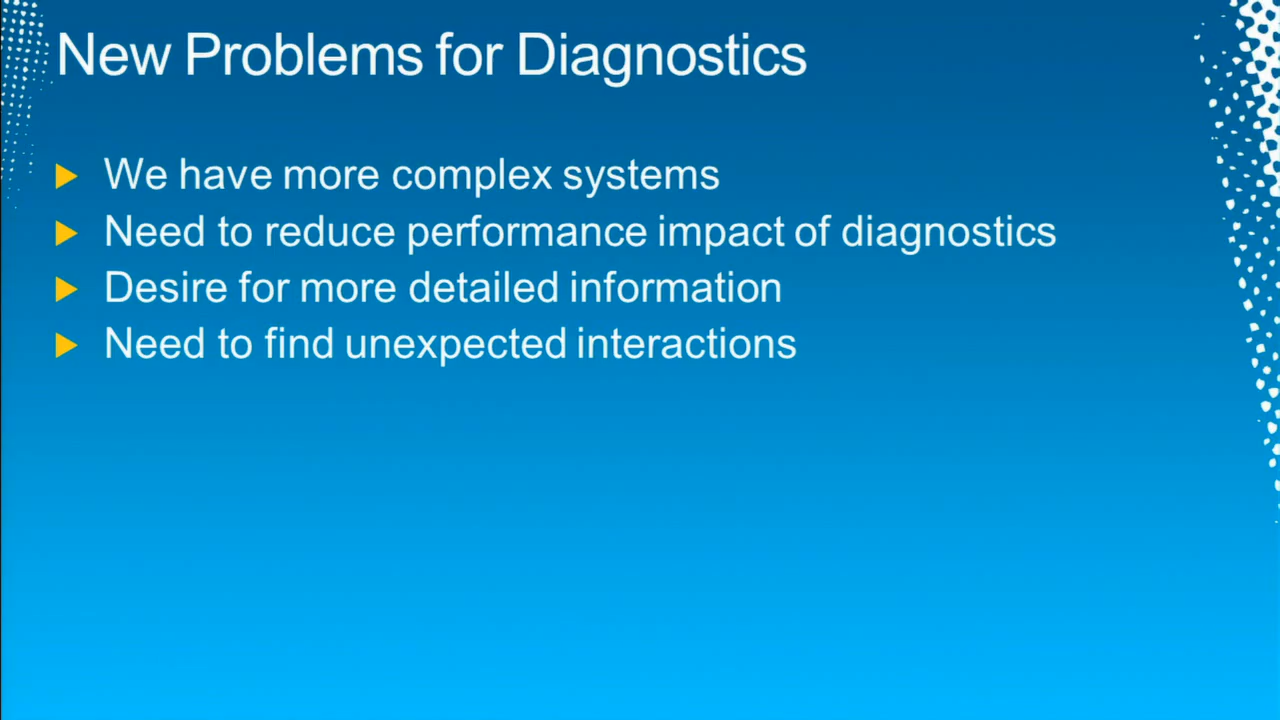 New Problems for Diagnostics
We have more complex systems
Need to reduce performance impact of diagnostics
Desire for more detailed information
Need to find unexpected interactions